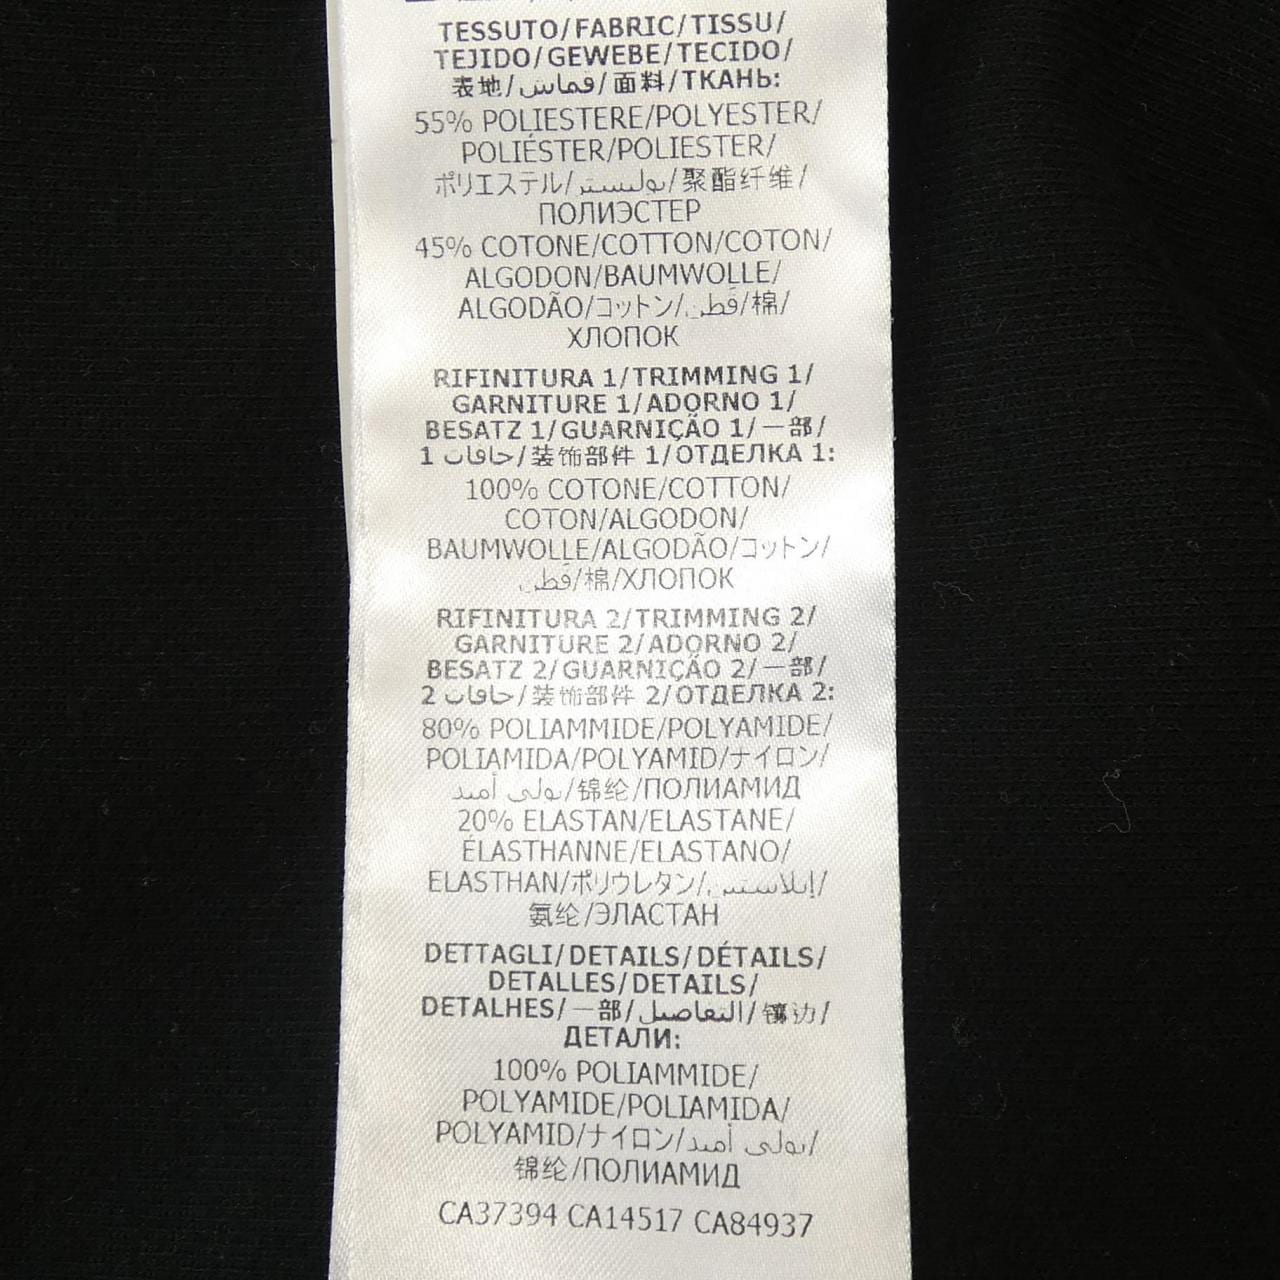 TESSUTO/FABRIC/TISSU/
TEJIDO/GEWEBE/TECIDO/
表地/قماش/面料/ТКАНЬ:
55% POLIESTERE/POLYESTER/
POLIÉSTER/POLIESTER/
ポリエステル/بوليستر/聚酯纤维/
ПОЛИЭСТЕР
45% COTONE/COTTON/COTON/
ALGODON/BAUMWOLLE/
ALGODÃO/コットン/قطن/棉/
ХЛОПОК
RIFINITURA 1/TRIMMING 1/
GARNITURE 1/ADORNO 1/
BESATZ 1/GUARNIÇÃO 1/一部/
1 حافات/装饰部件 1/ОТДЕЛКА 1:
100% COTONE/COTTON/
COTON/ALGODON/
BAUMWOLLE/ALGODÃO/コットン/
قطن/棉/ХЛОПОК
RIFINITURA 2/TRIMMING 2/
GARNITURE 2/ADORNO 2/
BESATZ 2/GUARNIÇÃO 2/一部/
2 حافات/装饰部件 2/ОТДЕЛКА 2:
80% POLIAMMIDE/POLYAMIDE/
POLIAMIDA/POLYAMID/ナイロン/
بولي أميد/锦纶/ПОЛИАМИД
20% ELASTAN/ELASTANE/
ÉLASTHANNE/ELASTANO/
ELASTHAN/ポリウレタン/إيلاستين/
氨纶/ЭЛАСТАН
DETTAGLI/DETAILS/DÉTAILS/
DETALLES/DETAILS/
DETALHES/一部/التفاصيل/镶边/
ДЕТАЛИ:
100% POLIAMMIDE/
POLYAMIDE/POLIAMIDA/
POLYAMID/ナイロン/بولي أميد/
锦纶/ПОЛИАМИД
CA37394 CA14517 CA84937